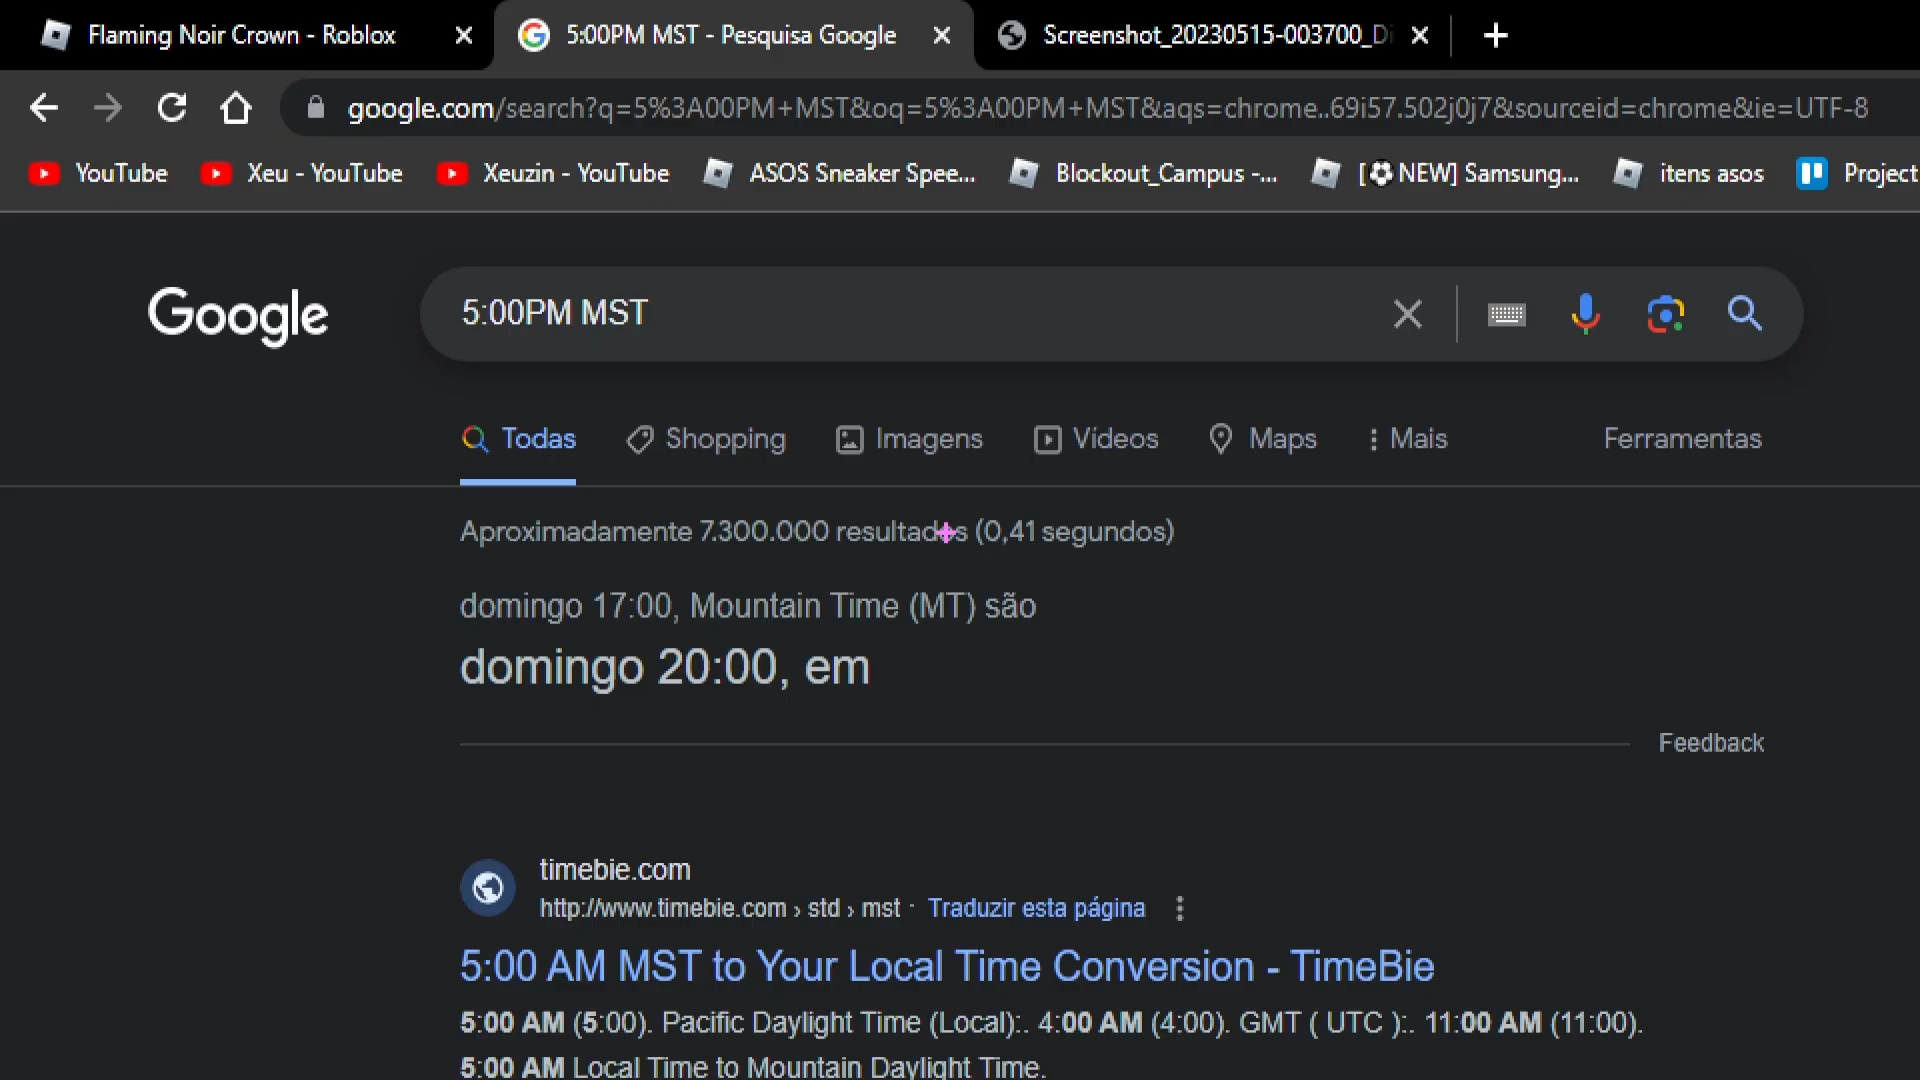 Flaming Noir Crown - Roblox
5:00PM MST - Pesquisa Google
Screenshot_20230515-003700_Di
google.com/search?q=5%3A00PM+MST&oq=5%3A00PM+MST&aqs=chrome..69i57.502j0j7&sourceid=chrome&ie=UTF-8
YouTube
Xeu - YouTube
Xeuzin - YouTube
ASOS Sneaker Spee...
Blockout_Campus -...
[⚽NEW] Samsung...
itens asos
Project
Google
5:00PM MST
Todas
Shopping
Imagens
Vídeos
Maps
Mais
Ferramentas
Aproximadamente 7.300.000 resultados (0,41 segundos)
domingo 17:00, Mountain Time (MT) são
domingo 20:00, em
Feedback
timebie.com
http://www.timebie.com › std › mst · Traduzir esta página
5:00 AM MST to Your Local Time Conversion - TimeBie
5:00 AM (5:00). Pacific Daylight Time (Local):. 4:00 AM (4:00). GMT ( UTC ):. 11:00 AM (11:00).
5:00 AM Local Time to Mountain Daylight Time.